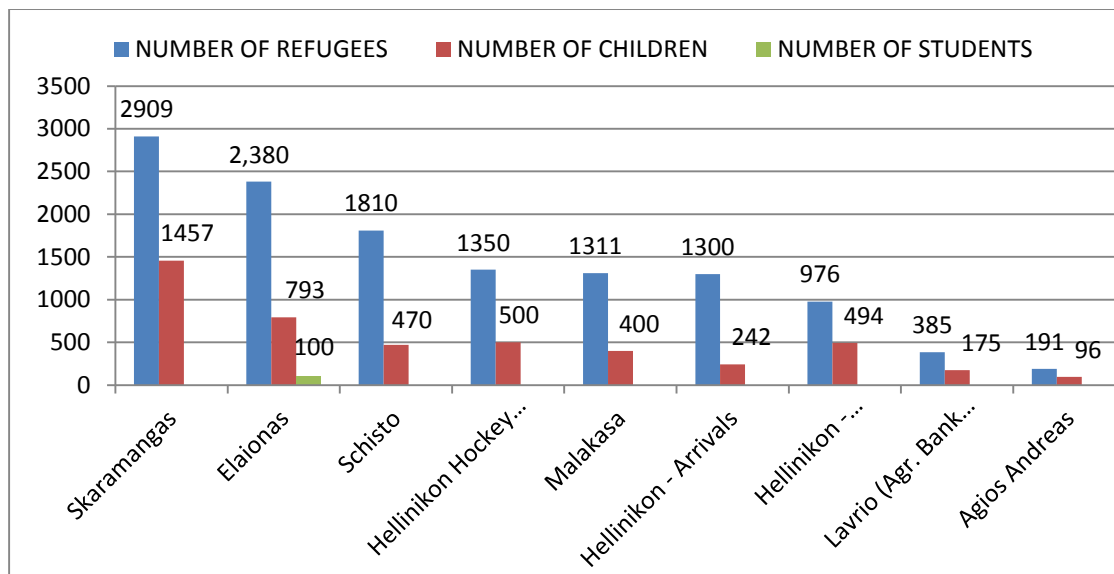 NUMBER OF REFUGEES NUMBER OF CHILDREN NUMBER OF STUDENTS
3500
3000
2500
2000
1500
1000
500
0
2909
1457
2,380
793
100
1810
470
1350
500
1311
400
1300
242
976
494
385
175
191
96
Skaramangas
Elaionas
Schisto
Hellinikon Hockey...
Malakasa
Hellinikon - Arrivals
Hellinikon -...
Lavrio (Agr. Bank...
Agios Andreas